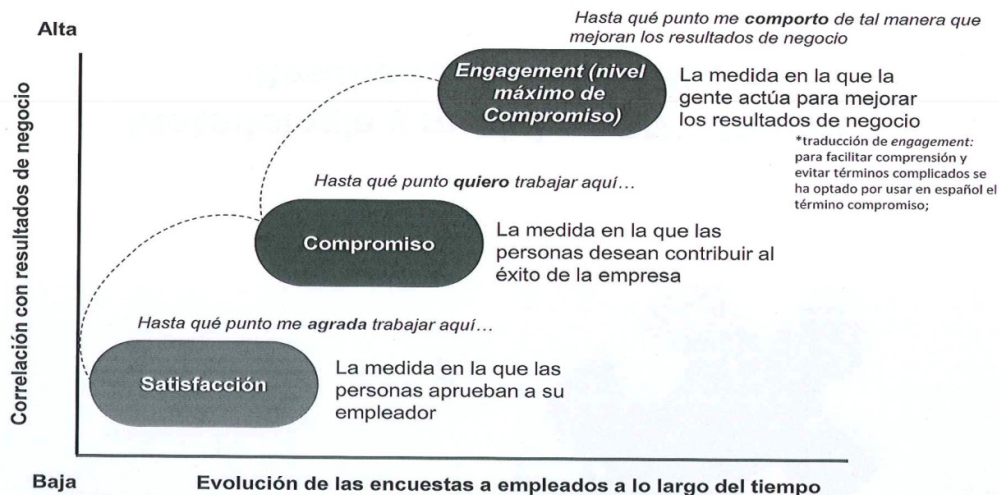 Alta
Hasta qué punto me comporto de tal manera que
mejoran los resultados de negocio
Engagement (nivel
máximo de
Compromiso)
La medida en la que la
gente actúa para mejorar
los resultados de negocio
*traducción de engagement:
para facilitar comprensión y
evitar términos complicados se
ha optado por usar en español el
término compromiso;
Hasta qué punto quiero trabajar aquí…
Compromiso
La medida en la que las
personas desean contribuir al
éxito de la empresa
Hasta qué punto me agrada trabajar aquí…
Satisfacción
La medida en la que las
personas aprueban a su
empleador
Correlación con resultados de negocio
Baja
Evolución de las encuestas a empleados a lo largo del tiempo